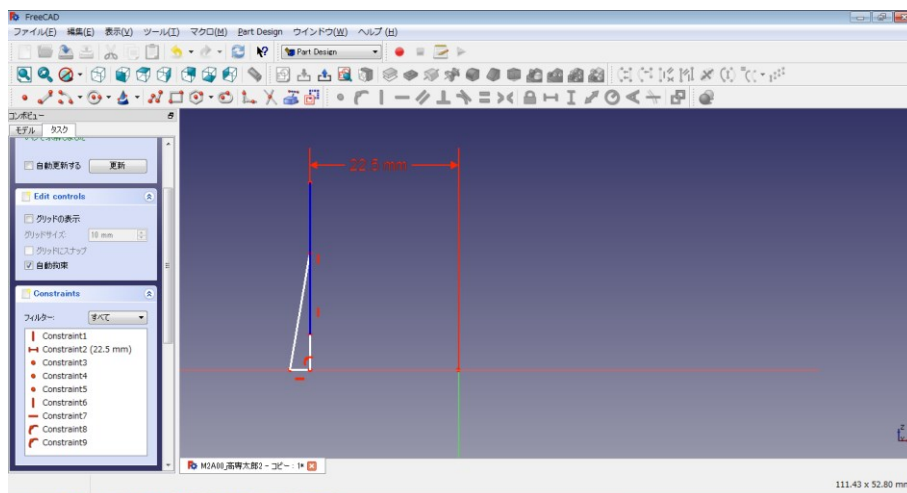 FreeCAD
ファイル(F) 編集(E) 表示(V) ツール(T) マクロ(M) Part Design ウインドウ(W) ヘルプ(H)
Part Design
コンボビュー
モデル タスク
自動更新する 更新
Edit controls
グリッドの表示
グリッドサイズ: 10 mm
グリッドにスナップ
自動拘束
Constraints
フィルター: すべて
Constraint1
Constraint2 (22.5 mm)
Constraint3
Constraint4
Constraint5
Constraint6
Constraint7
Constraint8
Constraint9
22.5 mm
M2A00_高専太郎2 - コピー : 1*
111.43 x 52.80 mm